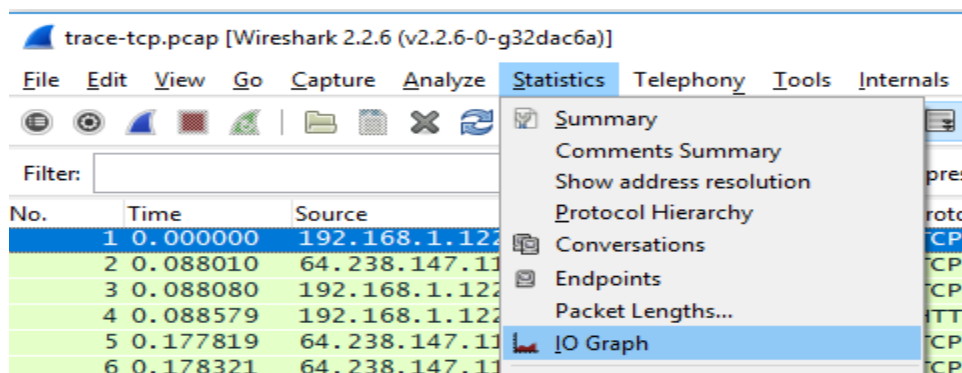 trace-tcp.pcap [Wireshark 2.2.6 (v2.2.6-0-g32dac6a)]
File Edit View Go Capture Analyze Statistics Telephony Tools Internals
Summary
Comments Summary
Show address resolution
Protocol Hierarchy
Conversations
Endpoints
Packet Lengths...
IO Graph
Filter:
No. Time Source
1 0.000000 192.168.1.122
2 0.088010 64.238.147.11
3 0.088080 192.168.1.122
4 0.088579 192.168.1.122
5 0.177819 64.238.147.11
6 0.178321 64.238.147.11